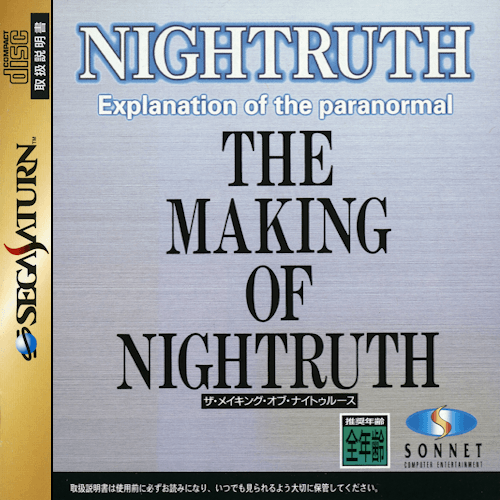 COMPACT
disc
取扱説明書
SEGA SATURN™
NIGHTRUTH
Explanation of the paranormal
THE
MAKING
OF
NIGHTRUTH
ザ・メイキング・オブ・ナイトゥルース
推奨年齢
全年齢
SONNET
COMPUTER ENTERTAINMENT
取扱説明書は使用前に必ずお読みになり、いつでも見られるよう大切に保管してください。